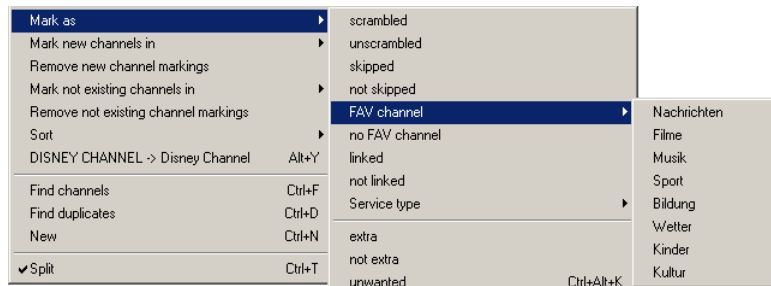 Mark as
Mark new channels in
Remove new channel markings
Mark not existing channels in
Remove not existing channel markings
Sort
DISNEY CHANNEL -> Disney Channel Alt+Y
Find channels Ctrl+F
Find duplicates Ctrl+D
New Ctrl+N
Split Ctrl+T
scrambled
unscrambled
skipped
not skipped
FAV channel
no FAV channel
linked
not linked
Service type
extra
not extra
unwanted Ctrl+Alt+K
Nachrichten
Filme
Musik
Sport
Bildung
Wetter
Kinder
Kultur